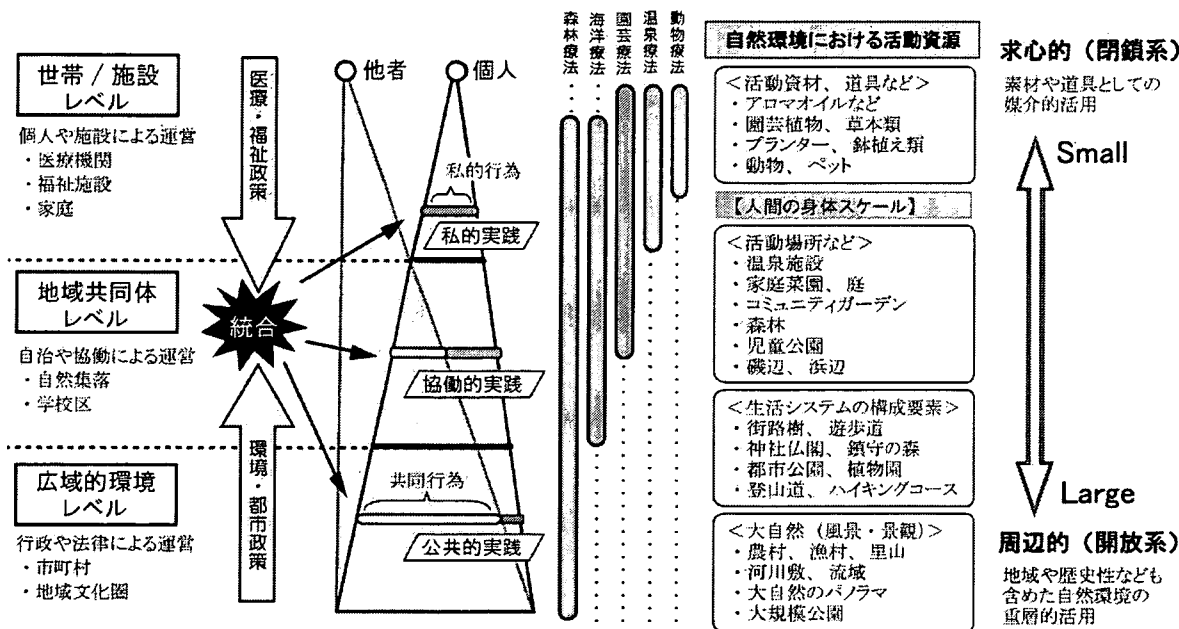 世帯 / 施設
レベル
個人や施設による運営
・医療機関
・福祉施設
・家庭
地域共同体
レベル
自治や協働による運営
・自然集落
・学校区
広域的環境
レベル
行政や法律による運営
・市町村
・地域文化圏
医療・福祉政策
統合
環境・都市政策
他者
個人
私的行為
私的実践
協働的実践
共同行為
公共的実践
森林療法
海洋療法
園芸療法
温泉療法
動物療法
自然環境における活動資源
＜活動資材、道具など＞
・アロマオイルなど
・園芸植物、草本類
・プランター、鉢植え類
・動物、ペット
【人間の身体スケール】
＜活動場所など＞
・温泉施設
・家庭菜園、庭
・コミュニティガーデン
・森林
・児童公園
・磯辺、浜辺
＜生活システムの構成要素＞
・街路樹、遊歩道
・神社仏閣、鎮守の森
・都市公園、植物園
・登山道、ハイキングコース
＜大自然（風景・景観）＞
・農村、漁村、里山
・河川敷、流域
・大自然のパノラマ
・大規模公園
求心的（閉鎖系）
素材や道具としての
媒介的活用
Small
Large
周辺的（開放系）
地域や歴史性なども
含めた自然環境の
重層的活用